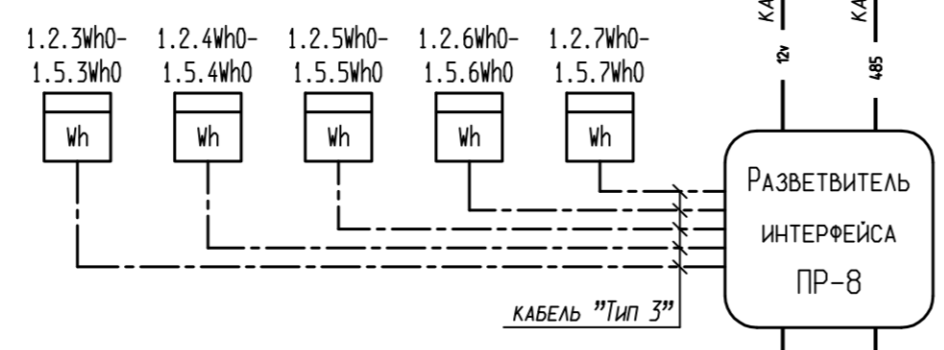 1.2.3Wh0-
1.5.3Wh0
1.2.4Wh0-
1.5.4Wh0
1.2.5Wh0-
1.5.5Wh0
1.2.6Wh0-
1.5.6Wh0
1.2.7Wh0-
1.5.7Wh0
Wh
Wh
Wh
Wh
Wh
КА
КА
12v
485
РАЗВЕТВИТЕЛЬ
ИНТЕРФЕЙСА
ПР-8
КАБЕЛЬ "ТИП 3"